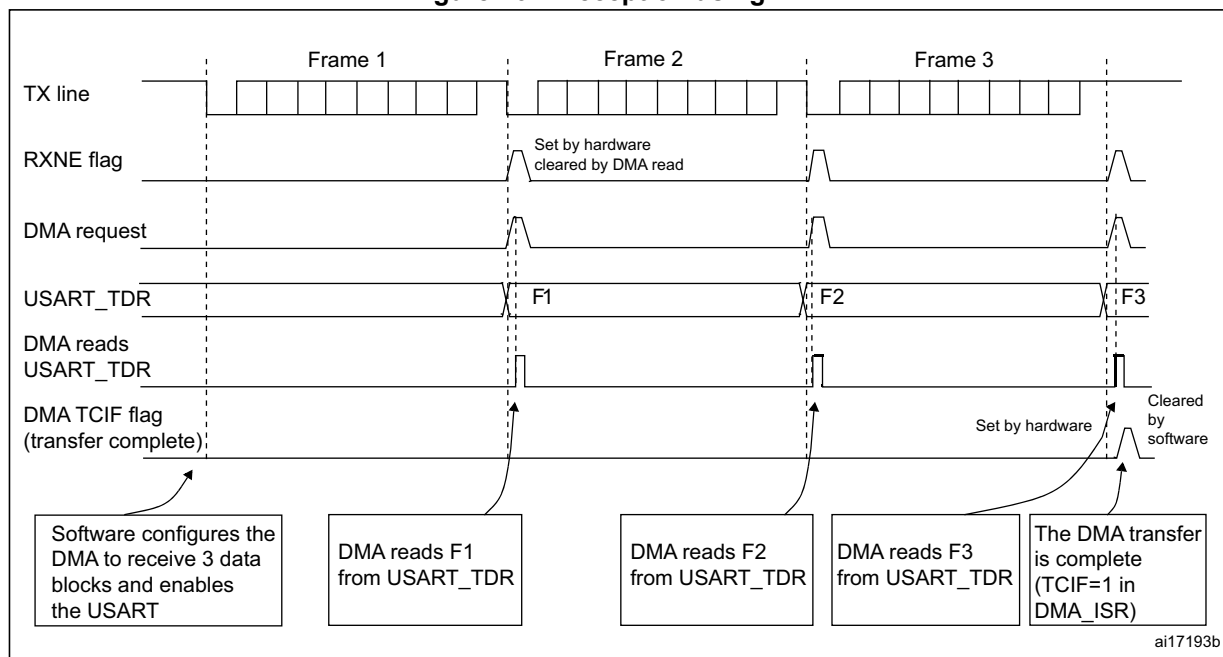 Frame 1
Frame 2
Frame 3
TX line
Set by hardware
cleared by DMA read
RXNE flag
DMA request
USART_TDR
F1
F2
F3
DMA reads
USART_TDR
DMA TCIF flag
(transfer complete)
Set by hardware
Cleared
by
software
Software configures the
DMA to receive 3 data
blocks and enables
the USART
DMA reads F1
from USART_TDR
DMA reads F2
from USART_TDR
DMA reads F3
from USART_TDR
The DMA transfer
is complete
(TCIF=1 in
DMA_ISR)
ai17193b